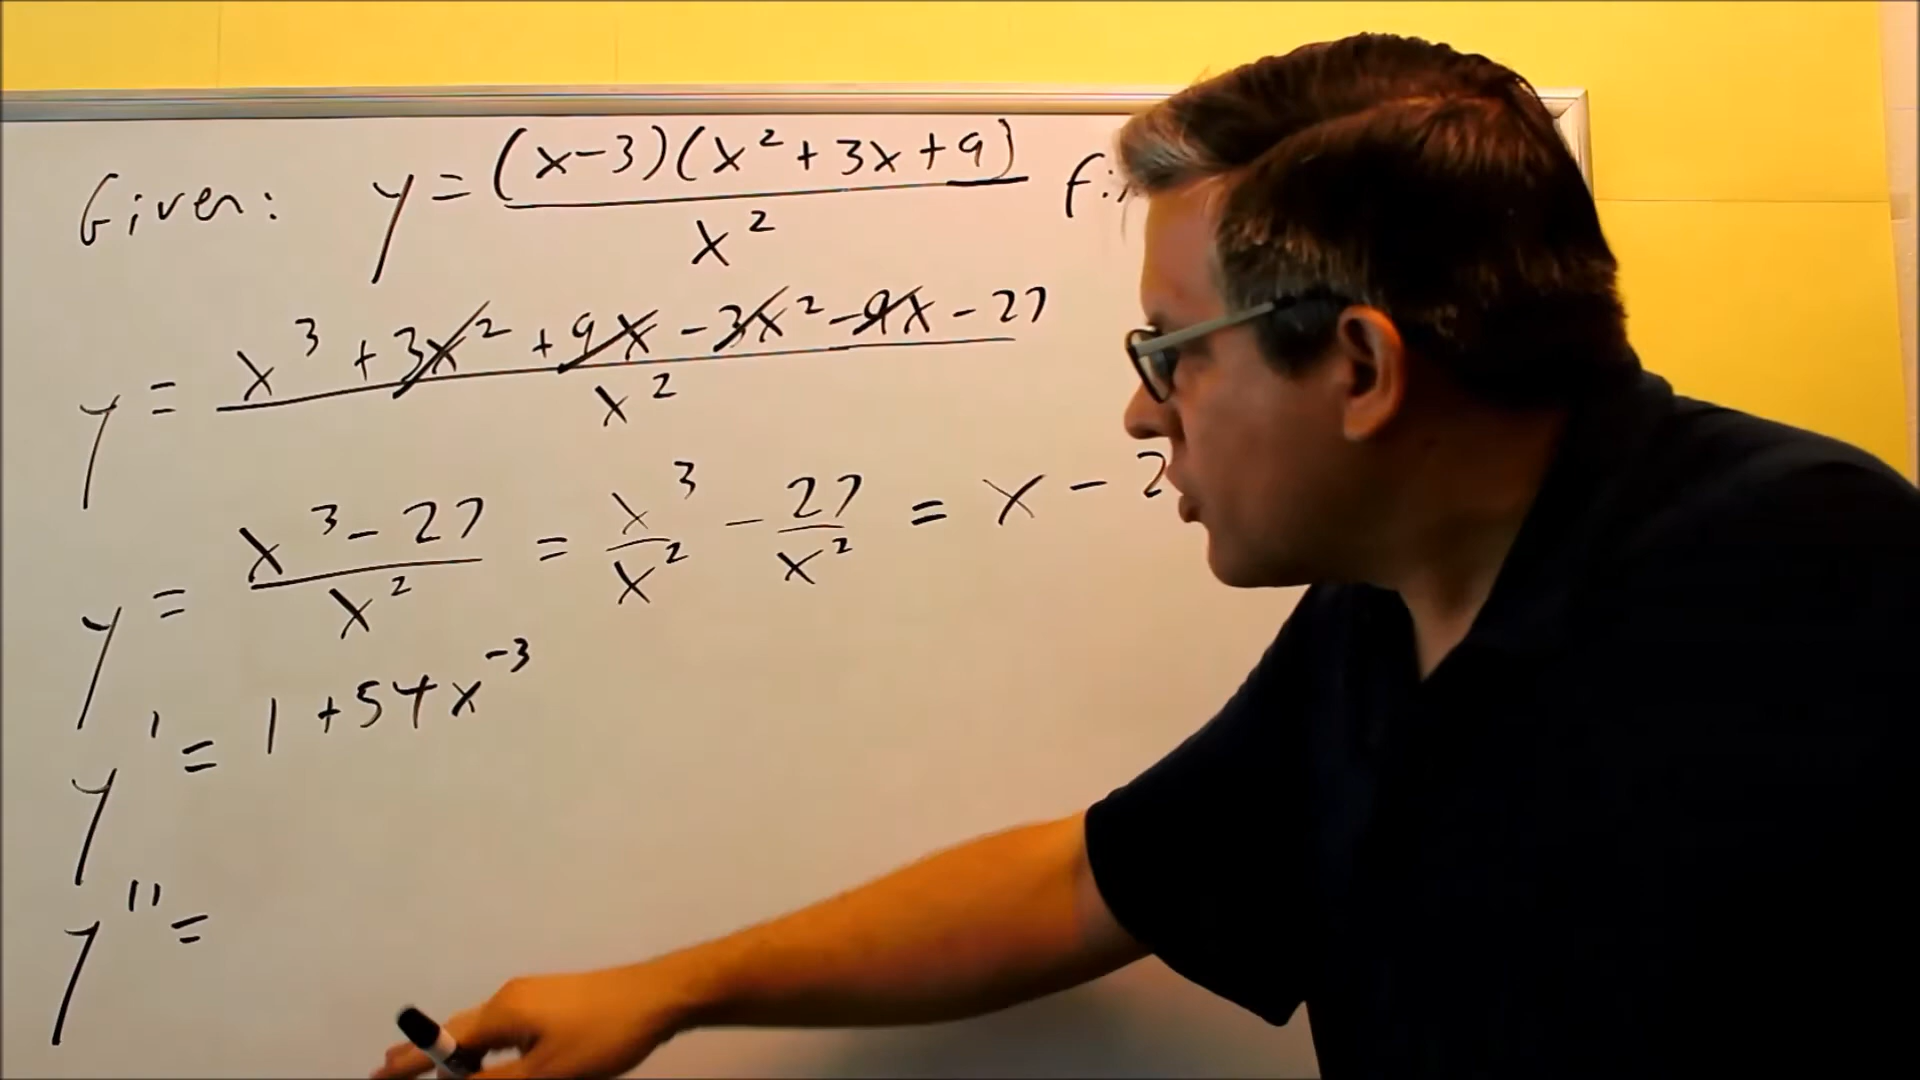 Given: y = (x-3)(x²+3x+9) / x²
y = x³ + 3x² + 9x - 3x² - 9x - 27 / x²
y = x³ - 27 / x² = x³ / x² - 27 / x² = x - 2
y' = 1 + 54x⁻³
y'' =